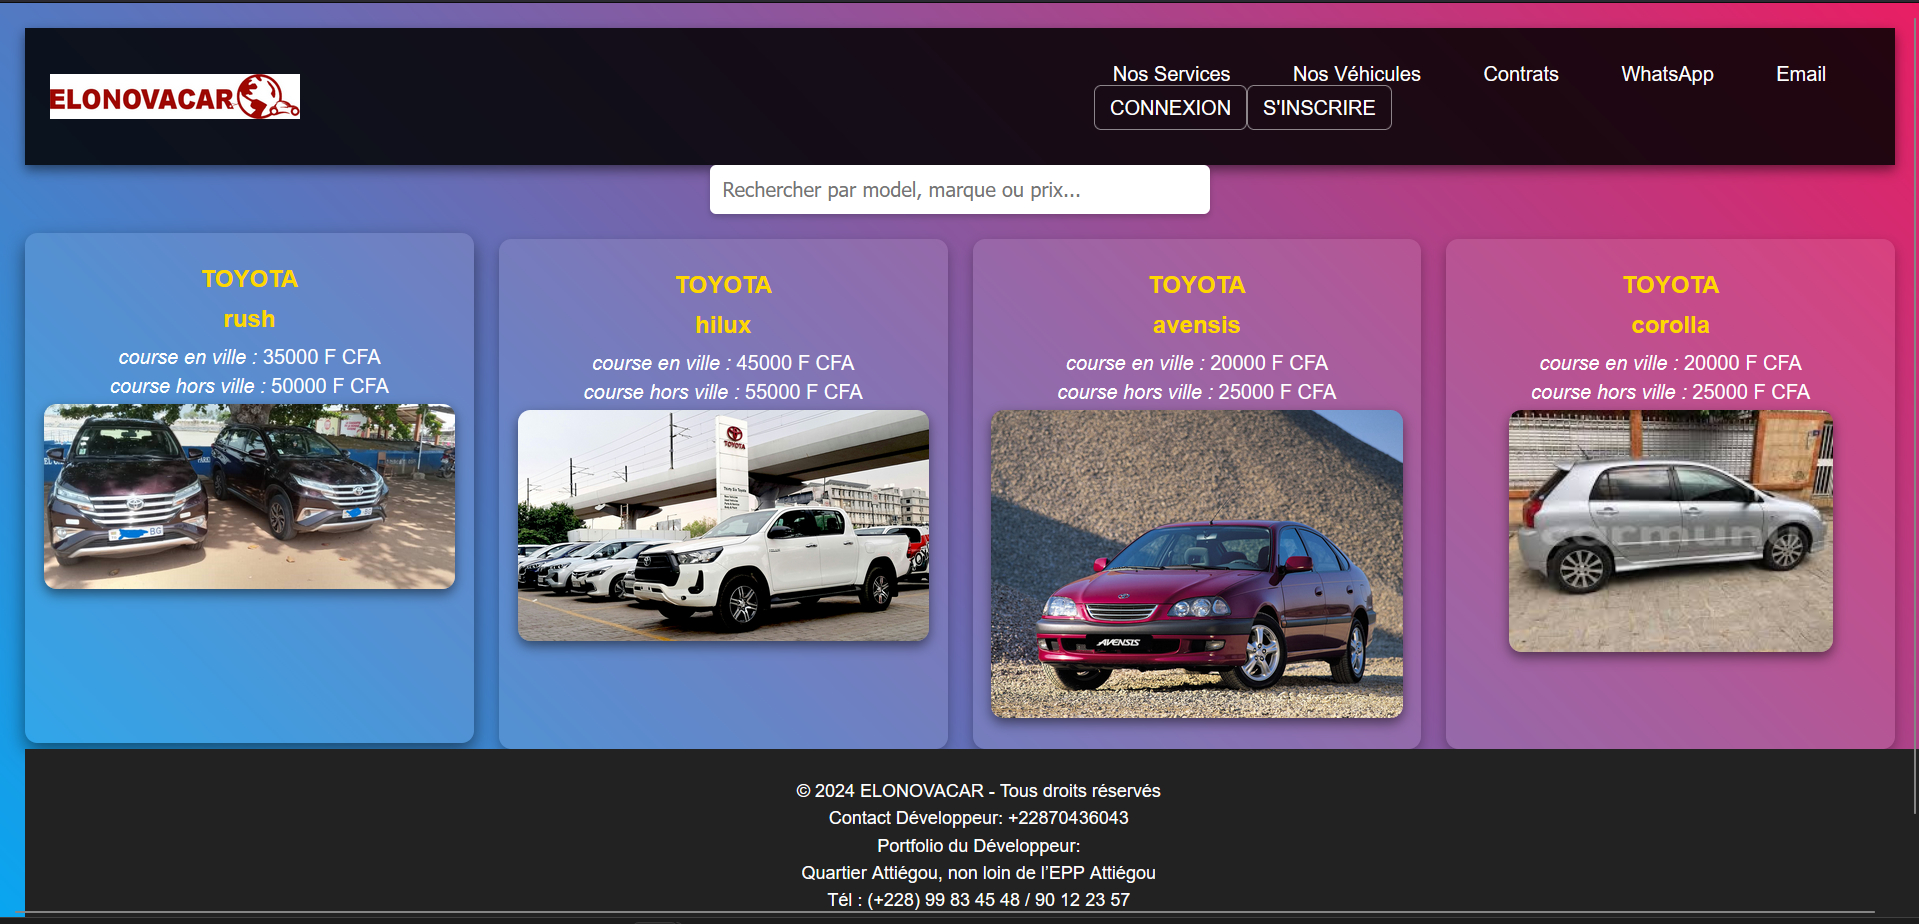 ELONOVACAR
Nos Services Nos Véhicules Contrats WhatsApp Email
CONNEXION S'INSCRIRE
Rechercher par model, marque ou prix...
TOYOTA
rush
course en ville : 35000 F CFA
course hors ville : 50000 F CFA
BG
TOYOTA
hilux
course en ville : 45000 F CFA
course hors ville : 55000 F CFA
TOYOTA
TOYOTA
avensis
course en ville : 20000 F CFA
course hors ville : 25000 F CFA
AVENSIS
TOYOTA
corolla
course en ville : 20000 F CFA
course hors ville : 25000 F CFA
© 2024 ELONOVACAR - Tous droits réservés
Contact Développeur: +22870436043
Portfolio du Développeur:
Quartier Attiégou, non loin de l’EPP Attiégou
Tél : (+228) 99 83 45 48 / 90 12 23 57